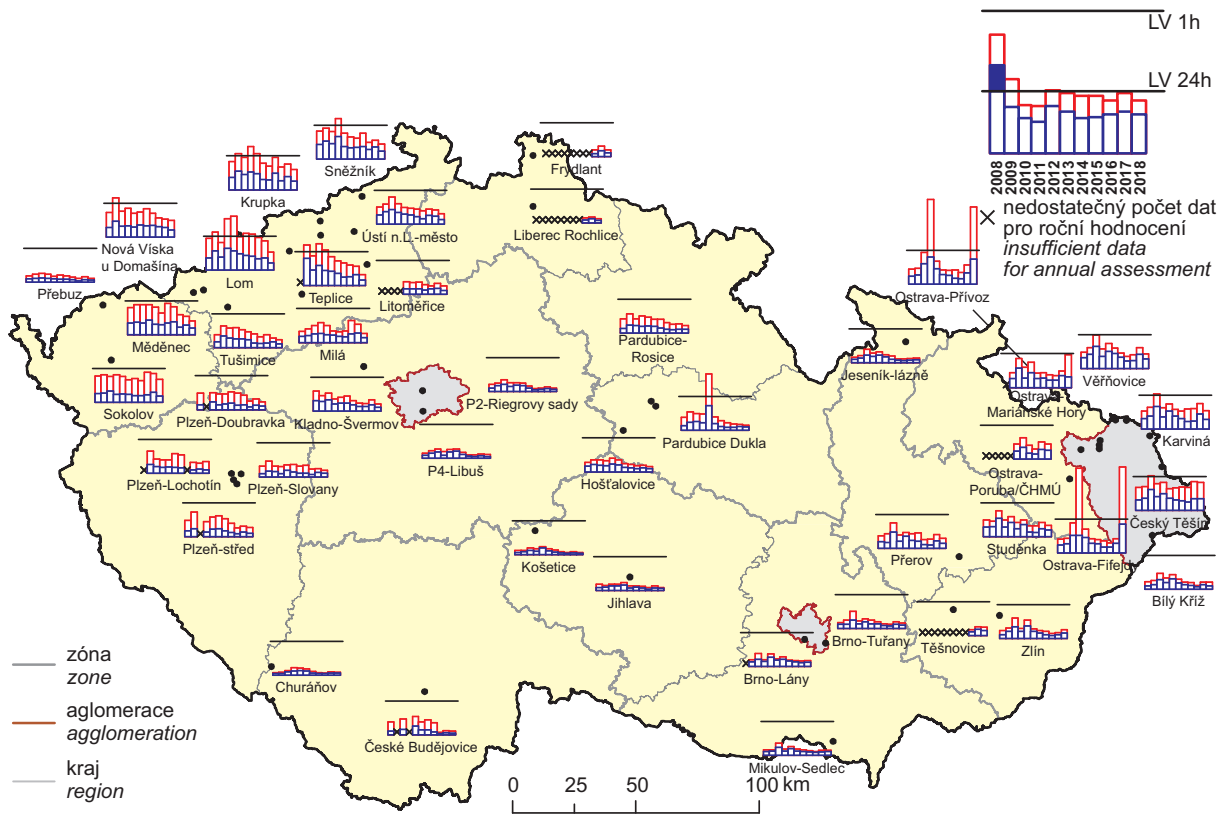 LV 1h
LV 24h
2008
2009
2010
2011
2012
2013
2014
2015
2016
2017
2018
nedostatečný počet dat
pro roční hodnocení
insufficient data
for annual assessment
Sněžník
Frýdlant
Krupka
Nová Víska
u Domašína
Ústí n.L.-město
Liberec Rochlice
Přebuz
Lom
Teplice
Litoměřice
Ostrava-Přívoz
Měděnec
Tušimice
Milá
Pardubice-
Rosice
Jeseník-lázně
Věřňovice
Sokolov
Plzeň-Doubravka
Kladno-Švermov
P2-Riegrovy sady
Pardubice Dukla
Ostrava-
Mariánské Hory
Karviná
Plzeň-Lochotín
Plzeň-Slovany
P4-Libuš
Hošťalovice
Ostrava-
Poruba/ČHMÚ
Český Těšín
Plzeň-střed
Košetice
Jihlava
Přerov
Studénka
Ostrava-Fifejdy
Bílý Kříž
Brno-Tuřany
Těšnovice
Zlín
Churáňov
Brno-Lány
České Budějovice
Mikulov-Sedlec
zóna
zone
aglomerace
agglomeration
kraj
region
0 25 50 100 km